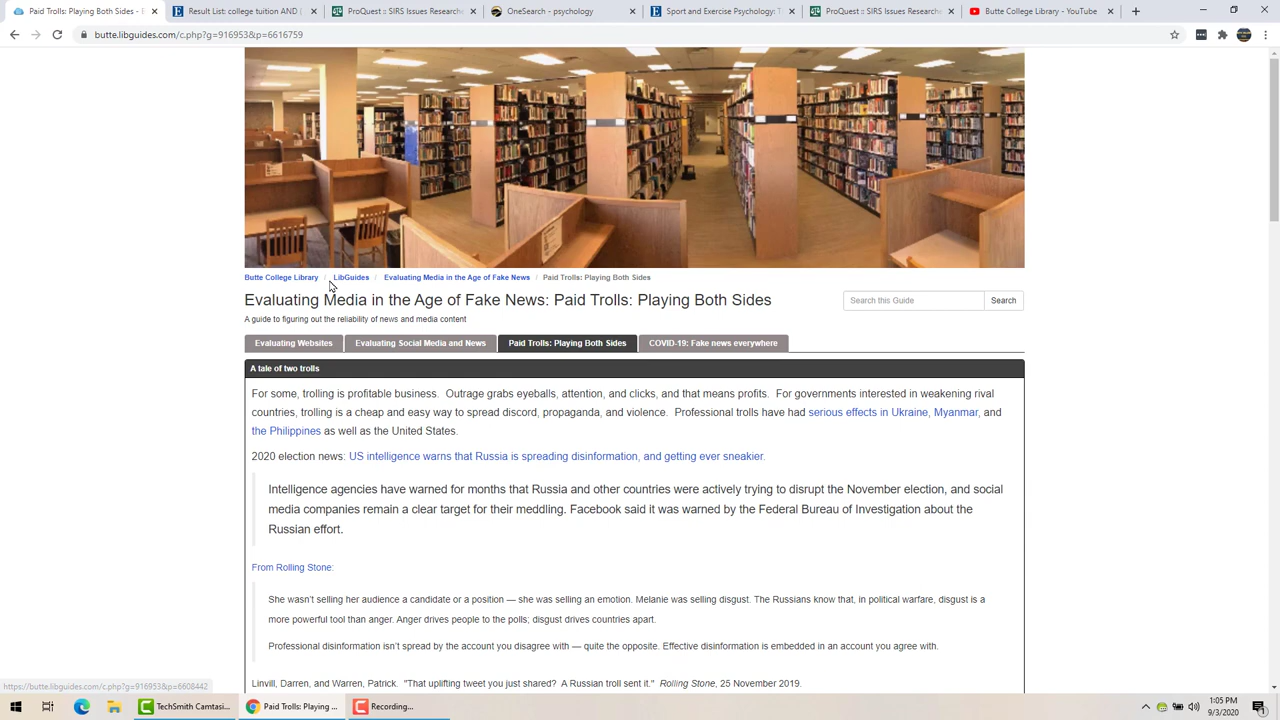 Paid Trolls: Playing Both Sides - E
Result List: college tuition AND (
ProQuest :: SIRS Issues Researche
OneSearch - psychology
Sport and Exercise Psychology: T
ProQuest :: SIRS Issues Researche
Butte College Library - YouTube
butte.libguides.com/c.php?g=916953&p=6616759
Butte College Library / LibGuides / Evaluating Media in the Age of Fake News / Paid Trolls: Playing Both Sides
Evaluating Media in the Age of Fake News: Paid Trolls: Playing Both Sides
Search this Guide
Search
A guide to figuring out the reliability of news and media content
Evaluating Websites
Evaluating Social Media and News
Paid Trolls: Playing Both Sides
COVID-19: Fake news everywhere
A tale of two trolls
For some, trolling is profitable business. Outrage grabs eyeballs, attention, and clicks, and that means profits. For governments interested in weakening rival
countries, trolling is a cheap and easy way to spread discord, propaganda, and violence. Professional trolls have had serious effects in Ukraine, Myanmar, and
the Philippines as well as the United States.
2020 election news: US intelligence warns that Russia is spreading disinformation, and getting ever sneakier.
Intelligence agencies have warned for months that Russia and other countries were actively trying to disrupt the November election, and social
media companies remain a clear target for their meddling. Facebook said it was warned by the Federal Bureau of Investigation about the
Russian effort.
From Rolling Stone:
She wasn't selling her audience a candidate or a position — she was selling an emotion. Melanie was selling disgust. The Russians know that, in political warfare, disgust is a
more powerful tool than anger. Anger drives people to the polls; disgust drives countries apart.
Professional disinformation isn't spread by the account you disagree with — quite the opposite. Effective disinformation is embedded in an account you agree with.
Linvill, Darren, and Warren, Patrick. "That uplifting tweet you just shared? A Russian troll sent it." Rolling Stone, 25 November 2019.
https://butte.libguides.com/c.php?g=916953&p=6608442
TechSmith Camtasi...
Paid Trolls: Playing ...
Recording...
1:05 PM
9/3/2020